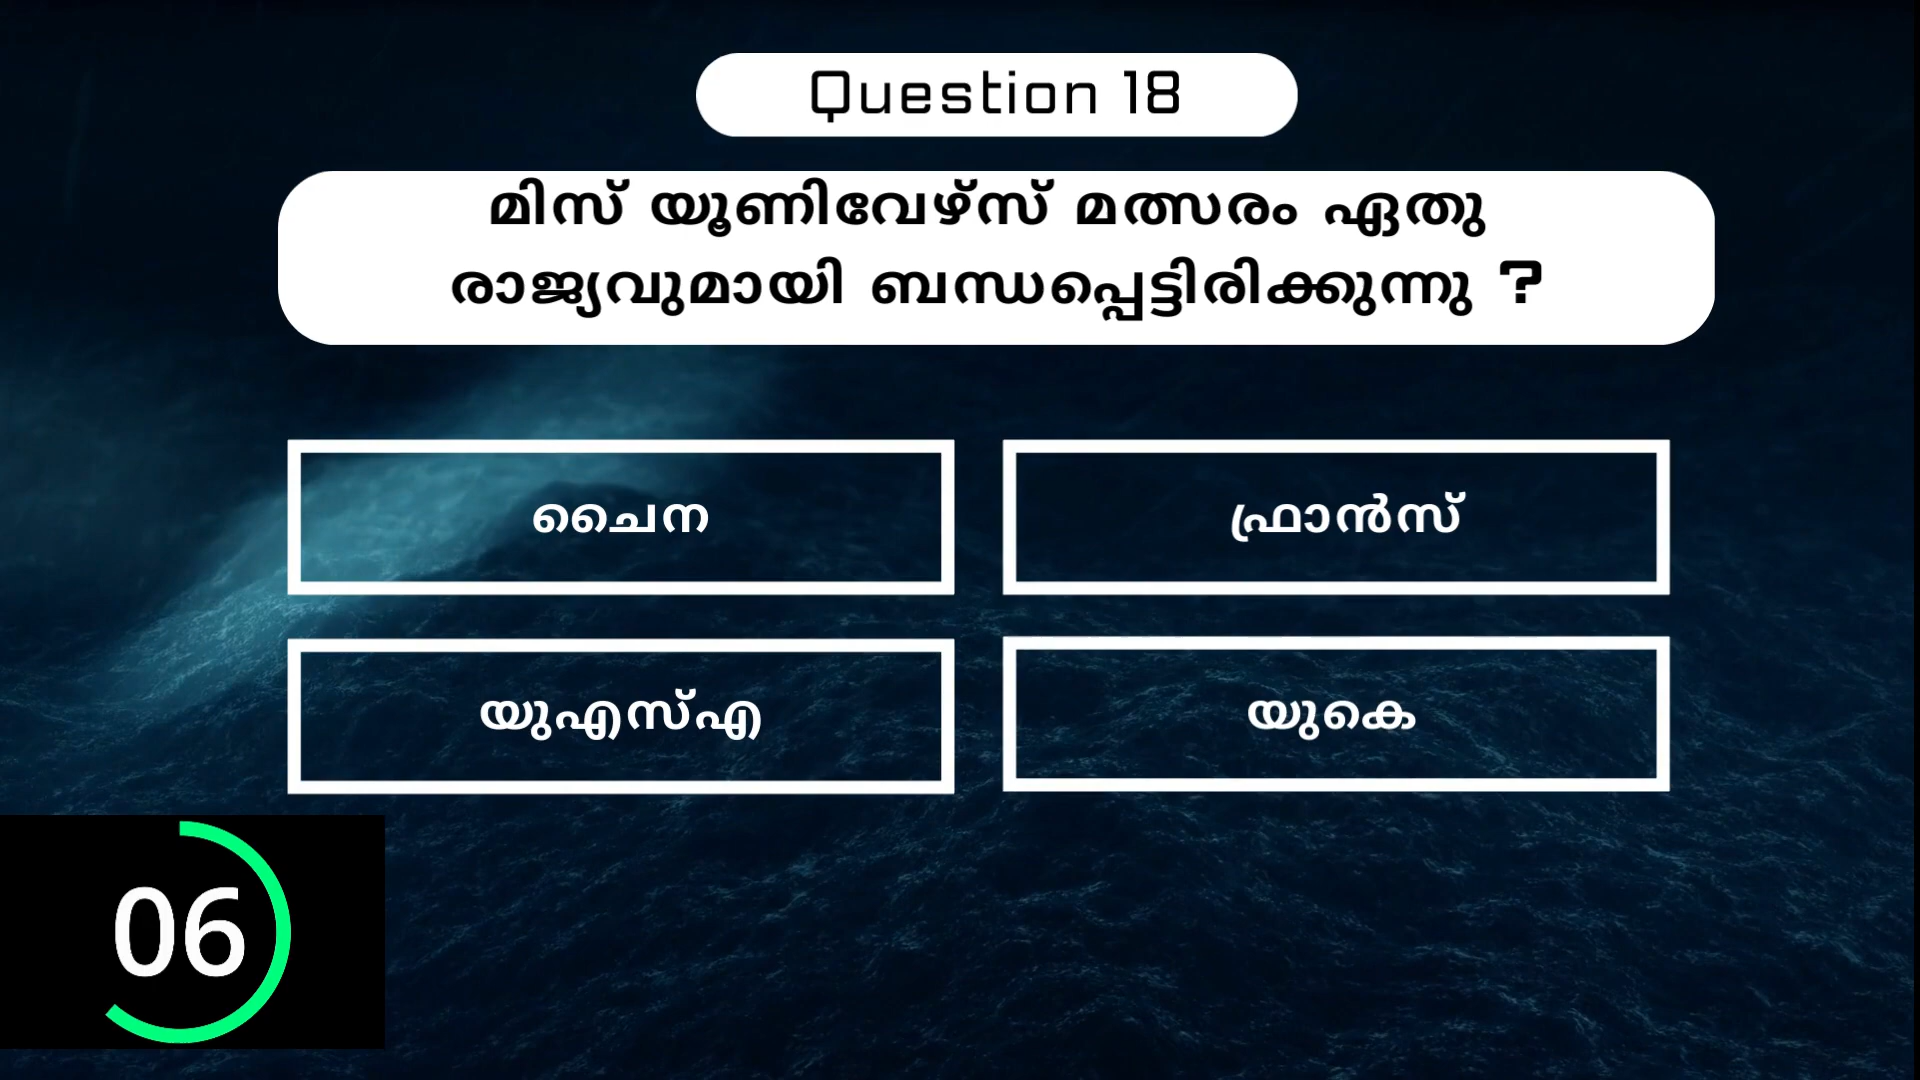 Question 18
മിസ് യൂണിവേഴ്സ് മത്സരം ഏതു
രാജ്യവുമായി ബന്ധപ്പെട്ടിരിക്കുന്നു ?
ചൈന
ഫ്രാൻസ്
യുഎസ്എ
യുകെ
06